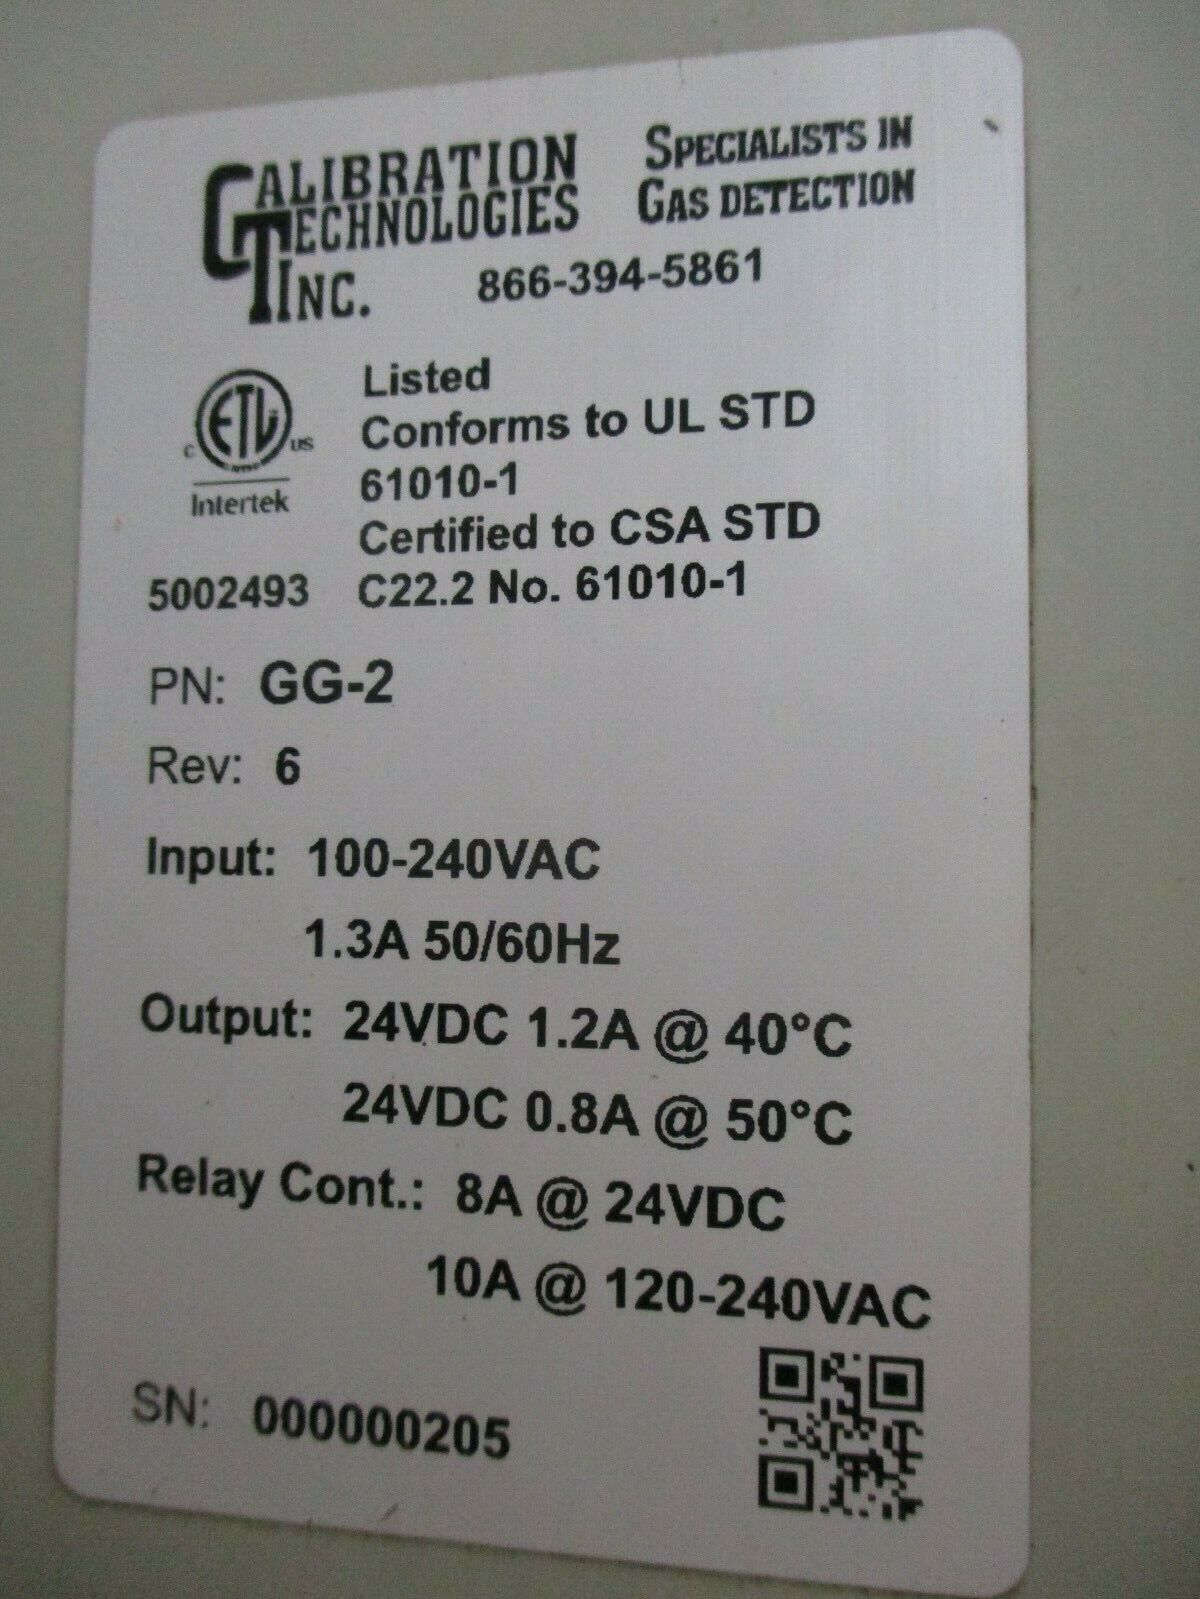 CALIBRATION
TECHNOLOGIES
INC.
SPECIALISTS IN
GAS DETECTION
866-394-5861
ETL
C
US
Intertek
5002493
Listed
Conforms to UL STD
61010-1
Certified to CSA STD
C22.2 No. 61010-1
PN: GG-2
Rev: 6
Input: 100-240VAC
1.3A 50/60Hz
Output: 24VDC 1.2A @ 40°C
24VDC 0.8A @ 50°C
Relay Cont.: 8A @ 24VDC
10A @ 120-240VAC
SN: 000000205